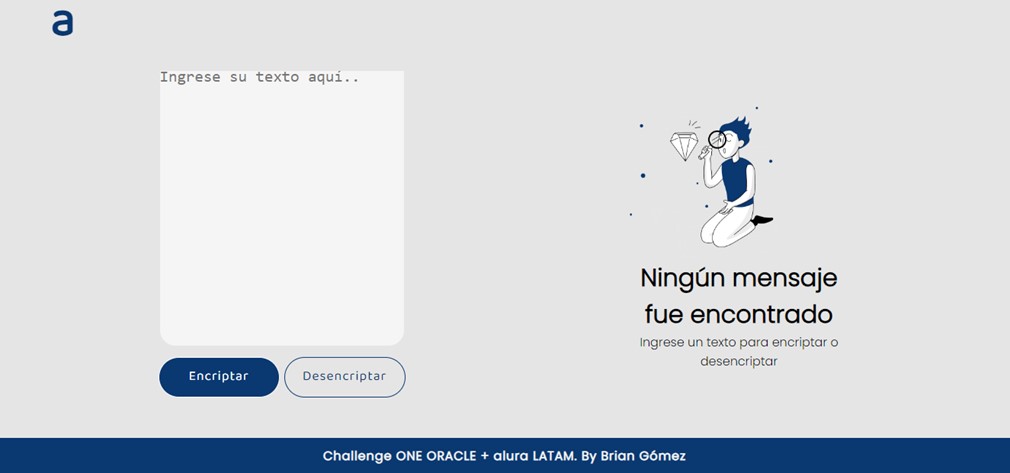 a
Ingrese su texto aquí..
Ningún mensaje
fue encontrado
Ingrese un texto para encriptar o
desencriptar
Encriptar
Desencriptar
Challenge ONE ORACLE + alura LATAM. By Brian Gómez